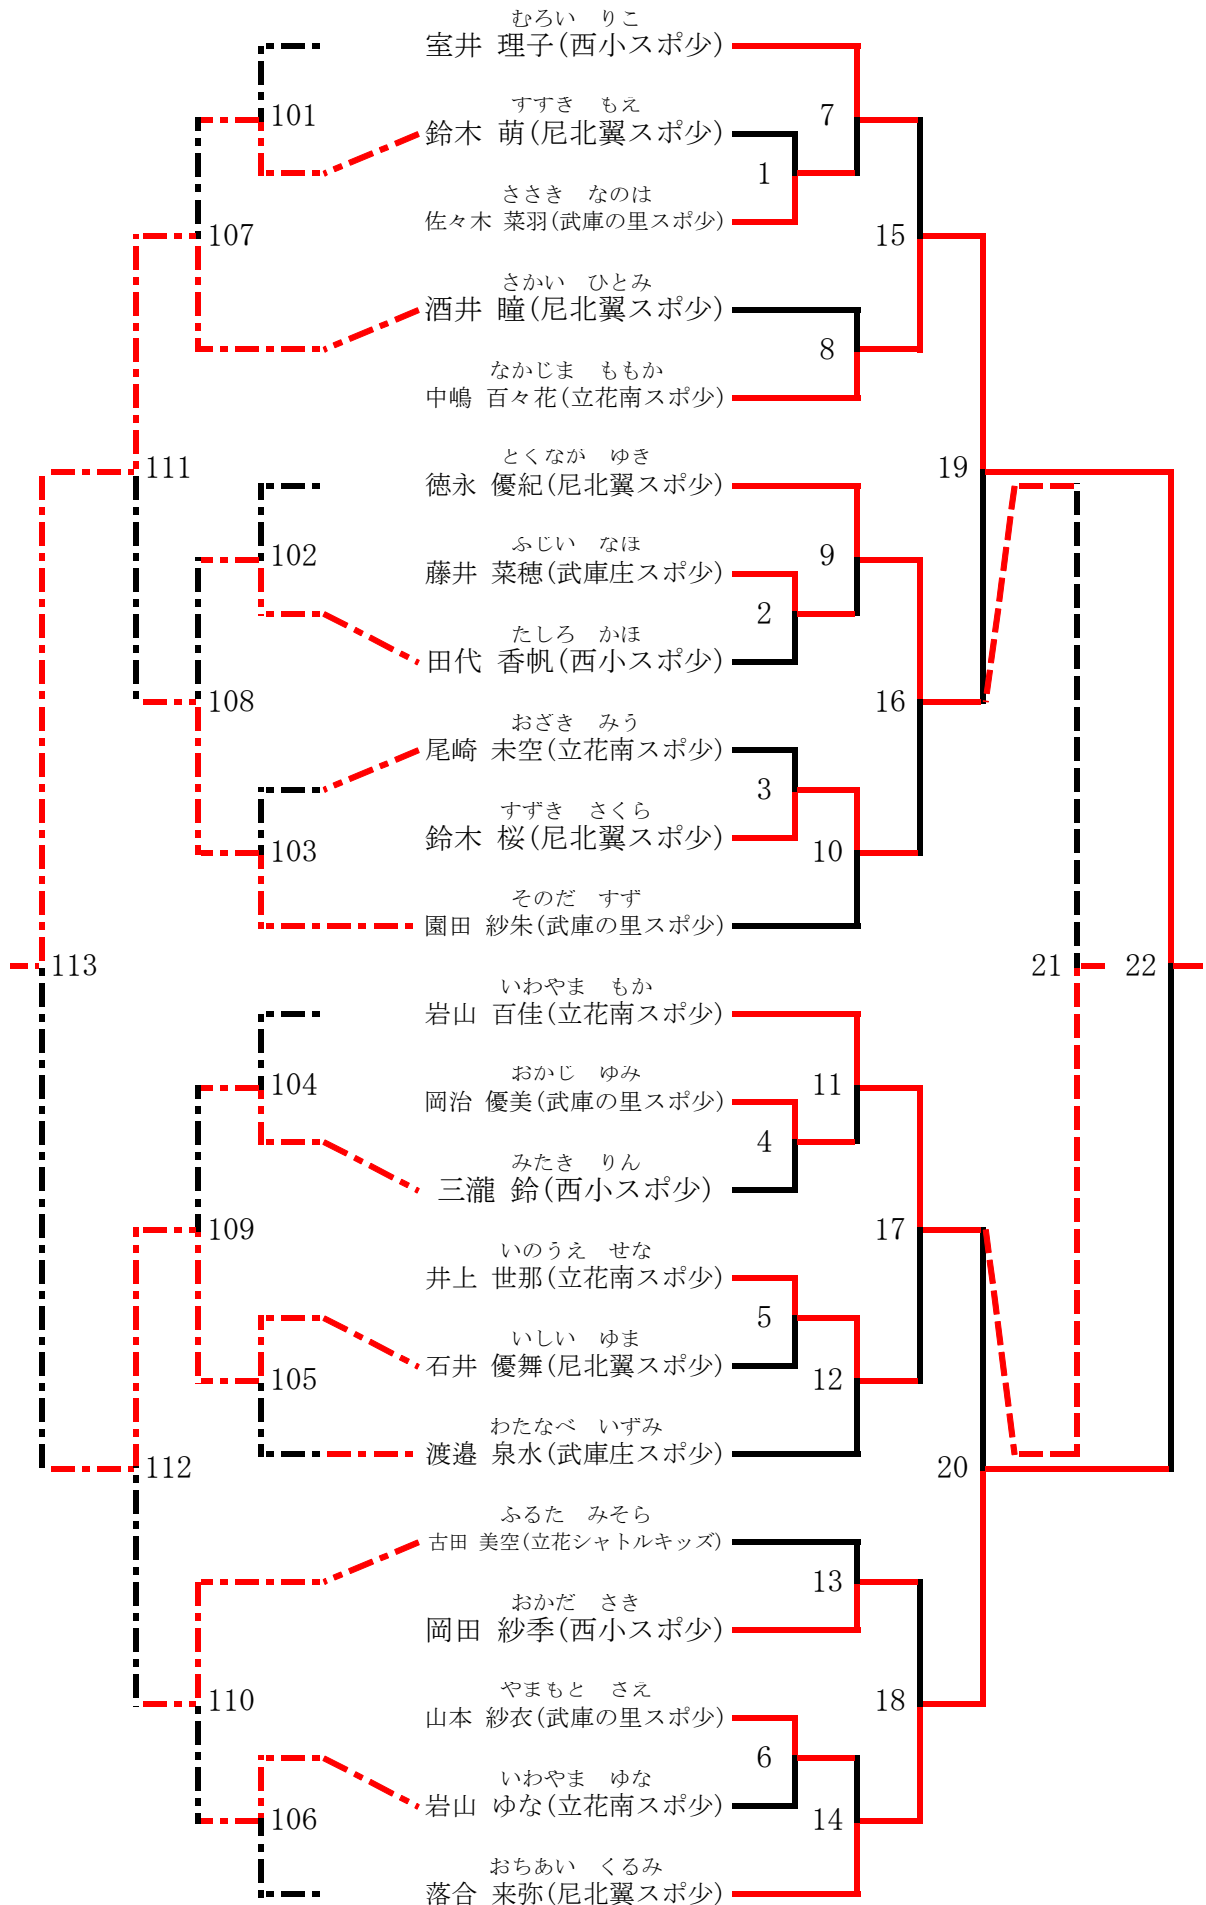 むろい　りこ
室井 理子(西小スポ少)
101
7
すすき　もえ
鈴木 萌(尼北翼スポ少)
1
ささき　なのは
佐々木 菜羽(武庫の里スポ少)
107
15
さかい　ひとみ
酒井 瞳(尼北翼スポ少)
8
なかじま　ももか
中嶋 百々花(立花南スポ少)
111
19
とくなが　ゆき
徳永 優紀(尼北翼スポ少)
102
9
ふじい　なほ
藤井 菜穂(武庫庄スポ少)
2
たしろ　かほ
田代 香帆(西小スポ少)
108
16
おざき　みう
尾崎 未空(立花南スポ少)
3
すずき　さくら
鈴木 桜(尼北翼スポ少)
103
10
そのだ　すず
園田 紗朱(武庫の里スポ少)
113
21
22
いわやま　もか
岩山 百佳(立花南スポ少)
104
11
おかじ　ゆみ
岡治 優美(武庫の里スポ少)
4
みたき　りん
三瀧 鈴(西小スポ少)
109
17
いのうえ　せな
井上 世那(立花南スポ少)
5
いしい　ゆま
石井 優舞(尼北翼スポ少)
105
12
わたなべ　いずみ
渡邉 泉水(武庫庄スポ少)
112
20
ふるた　みそら
古田 美空(立花シャトルキッズ)
13
おかだ　さき
岡田 紗季(西小スポ少)
110
18
やまもと　さえ
山本 紗衣(武庫の里スポ少)
6
いわやま　ゆな
岩山 ゆな(立花南スポ少)
106
14
おちあい　くるみ
落合 来弥(尼北翼スポ少)